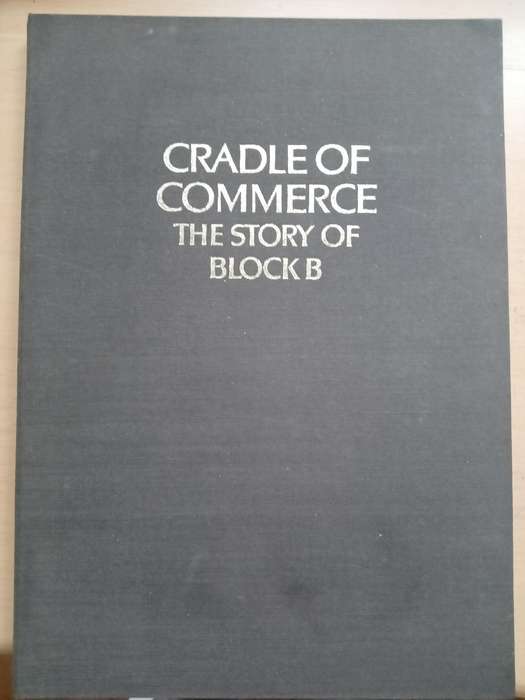 CRADLE OF
COMMERCE
THE STORY OF
BLOCK B